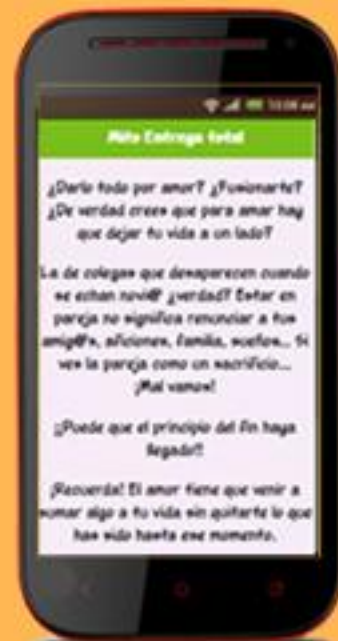 10:08 AM
Mito Entrega total
¿Darlo todo por amor? ¿Fusionarte?
¿De verdad crees que para amar hay
que dejar tu vida a un lado?
La de colegas que desaparecen cuando
se echan novi@ ¿verdad? Estar en
pareja no significa renunciar a tus
amig@s, aficiones, familia, sueños... Si
ves la pareja como un sacrificio...
¡Mal vamos!
¡¡Puede que el principio del fin haya
llegado!!
¡Recuerda! El amor tiene que venir a
sumar algo a tu vida sin quitarte lo que
has sido hasta ese momento.